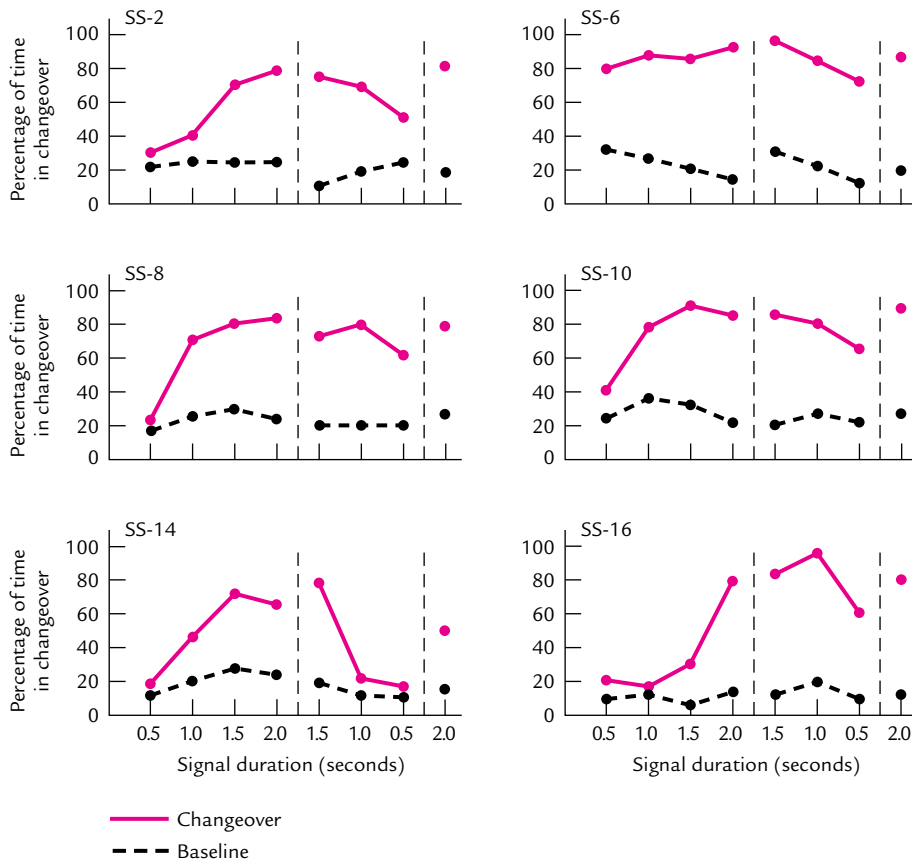 SS-2
SS-6
Percentage of time
in changeover
100
80
60
40
20
0
100
80
60
40
20
0
SS-8
SS-10
Percentage of time
in changeover
100
80
60
40
20
0
100
80
60
40
20
0
SS-14
SS-16
Percentage of time
in changeover
100
80
60
40
20
0
100
80
60
40
20
0
0.5 1.0 1.5 2.0 1.5 1.0 0.5 2.0
0.5 1.0 1.5 2.0 1.5 1.0 0.5 2.0
Signal duration (seconds)
Signal duration (seconds)
Changeover
Baseline